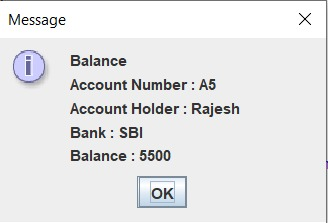 Message
i
Balance
Account Number : A5
Account Holder : Rajesh
Bank : SBI
Balance : 5500
OK